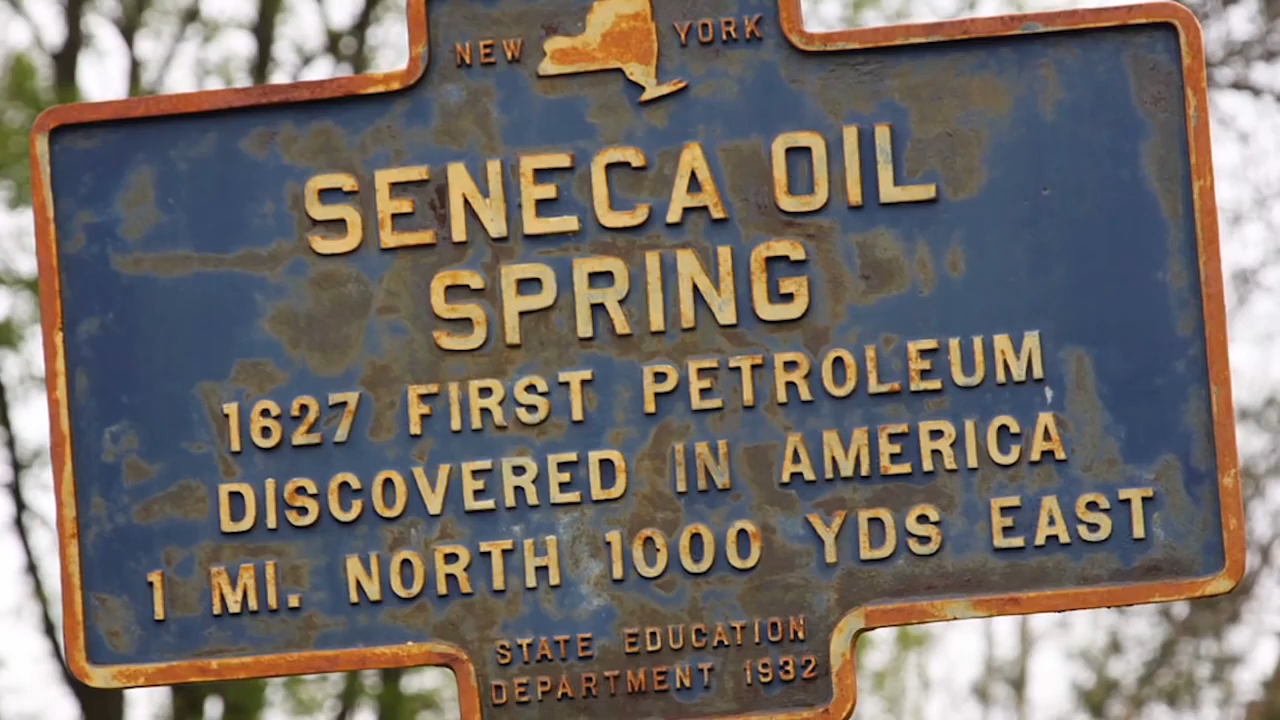 NEW YORK
SENECA OIL
SPRING
1627 FIRST PETROLEUM
DISCOVERED IN AMERICA
1 MI. NORTH 1000 YDS EAST
STATE EDUCATION
DEPARTMENT 1932